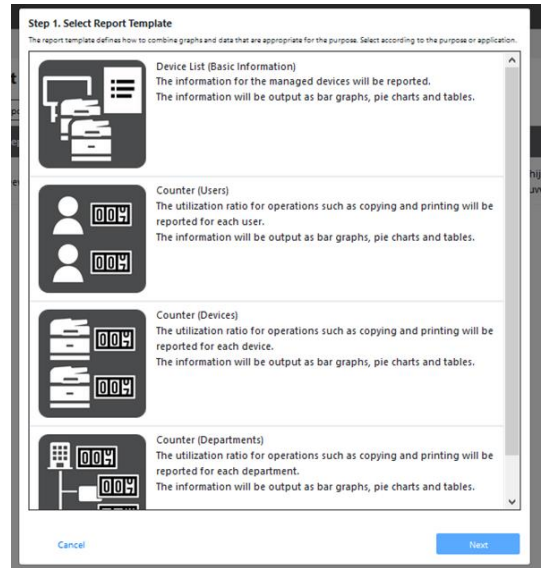 Step 1. Select Report Template
The report template defines how to combine graphs and data that are appropriate for the purpose. Select according to the purpose or application.
Device List (Basic Information)
The information for the managed devices will be reported.
The information will be output as bar graphs, pie charts and tables.
Counter (Users)
The utilization ratio for operations such as copying and printing will be
reported for each user.
The information will be output as bar graphs, pie charts and tables.
Counter (Devices)
The utilization ratio for operations such as copying and printing will be
reported for each device.
The information will be output as bar graphs, pie charts and tables.
Counter (Departments)
The utilization ratio for operations such as copying and printing will be
reported for each department.
The information will be output as bar graphs, pie charts and tables.
Cancel
Next